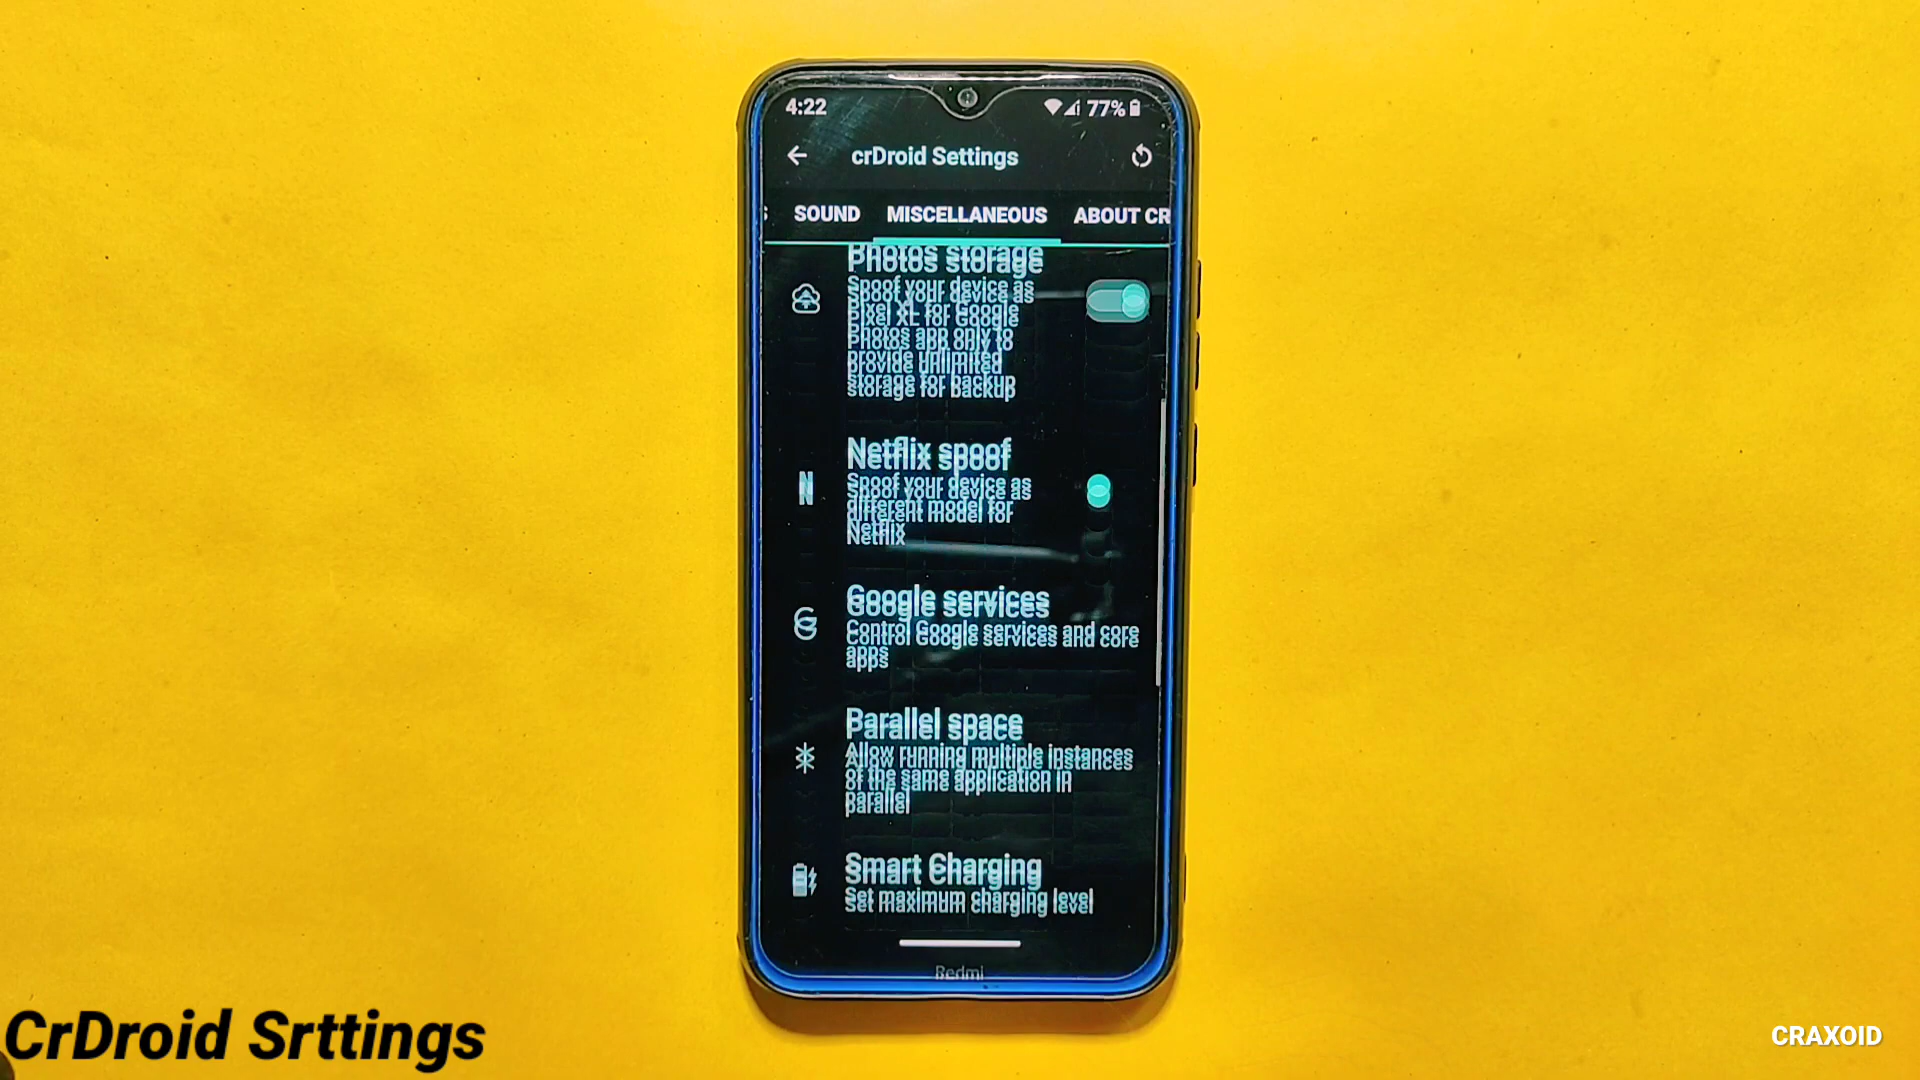 4:22
77%
crDroid Settings
SOUND MISCELLANEOUS ABOUT CR
Photos storage
Spoof your device as
Pixel XL for Google
Photos app only to
provide unlimited
storage for backup
Netflix spoof
Spoof your device as
different model for
Netflix
Google services
Control Google services and core
apps
Parallel space
Allow running multiple instances
of the same application in
parallel
Smart Charging
Set maximum charging level
Redmi
CrDroid Srttings
CRAXOID